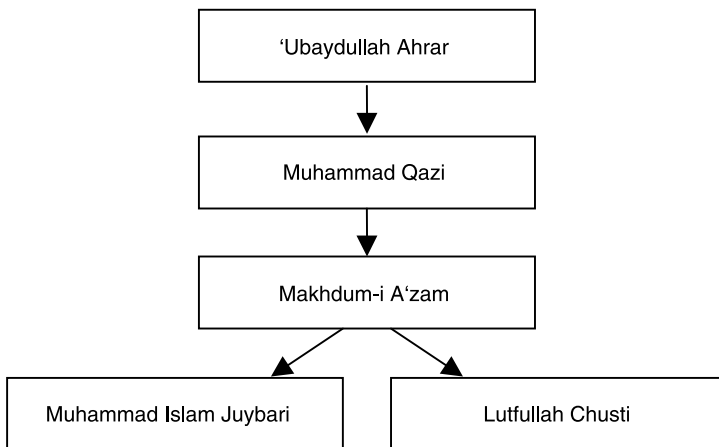 ‘Ubaydullah Ahrar
Muhammad Qazi
Makhdum-i A‘zam
Muhammad Islam Juybari
Lutfullah Chusti